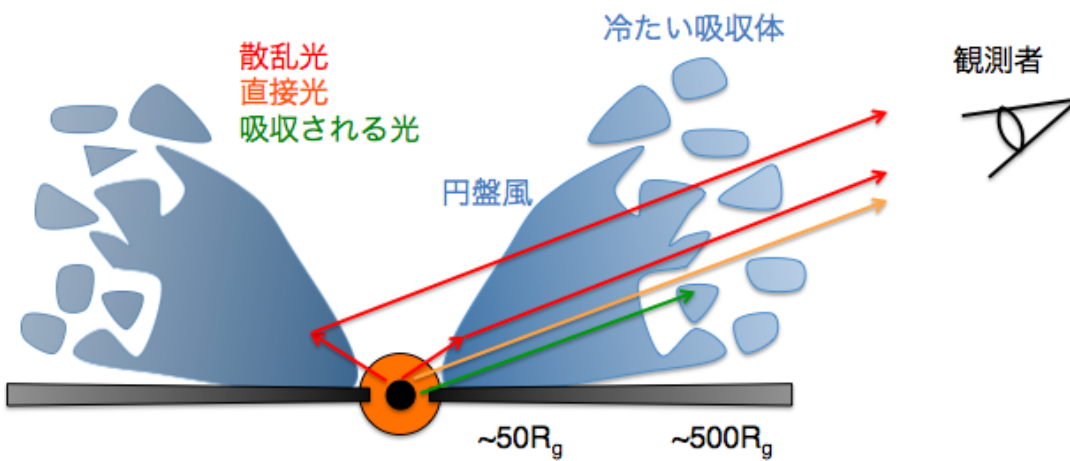 冷たい吸収体
散乱光
直接光
吸収される光
観測者
円盤風
~50Rg
~500Rg